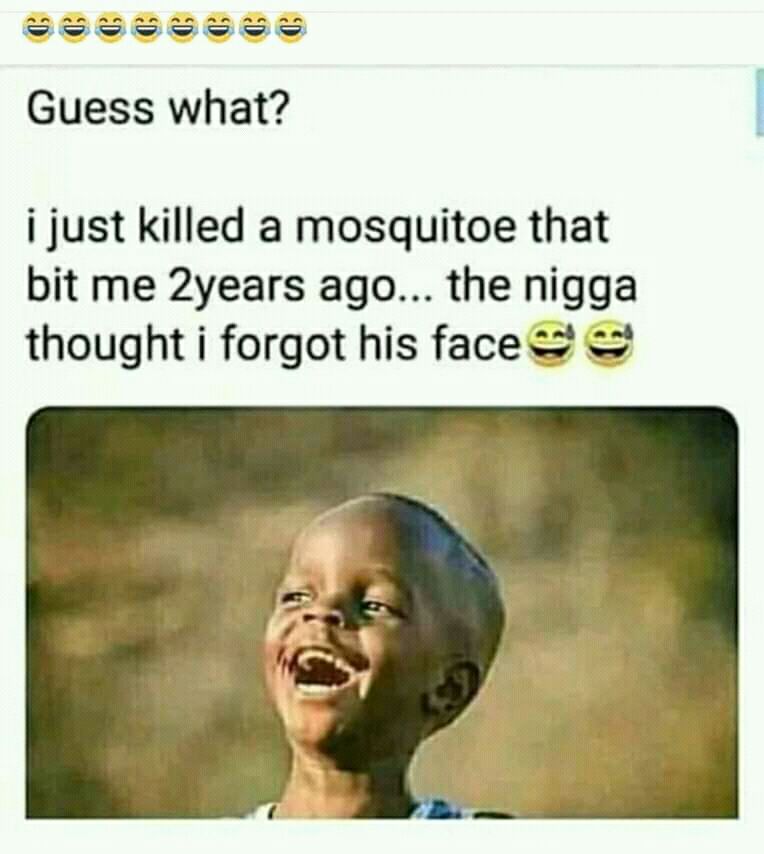 😂😂😂😂😂😂😂😂
Guess what?
i just killed a mosquitoe that
bit me 2years ago... the nigga
thought i forgot his face😅😅